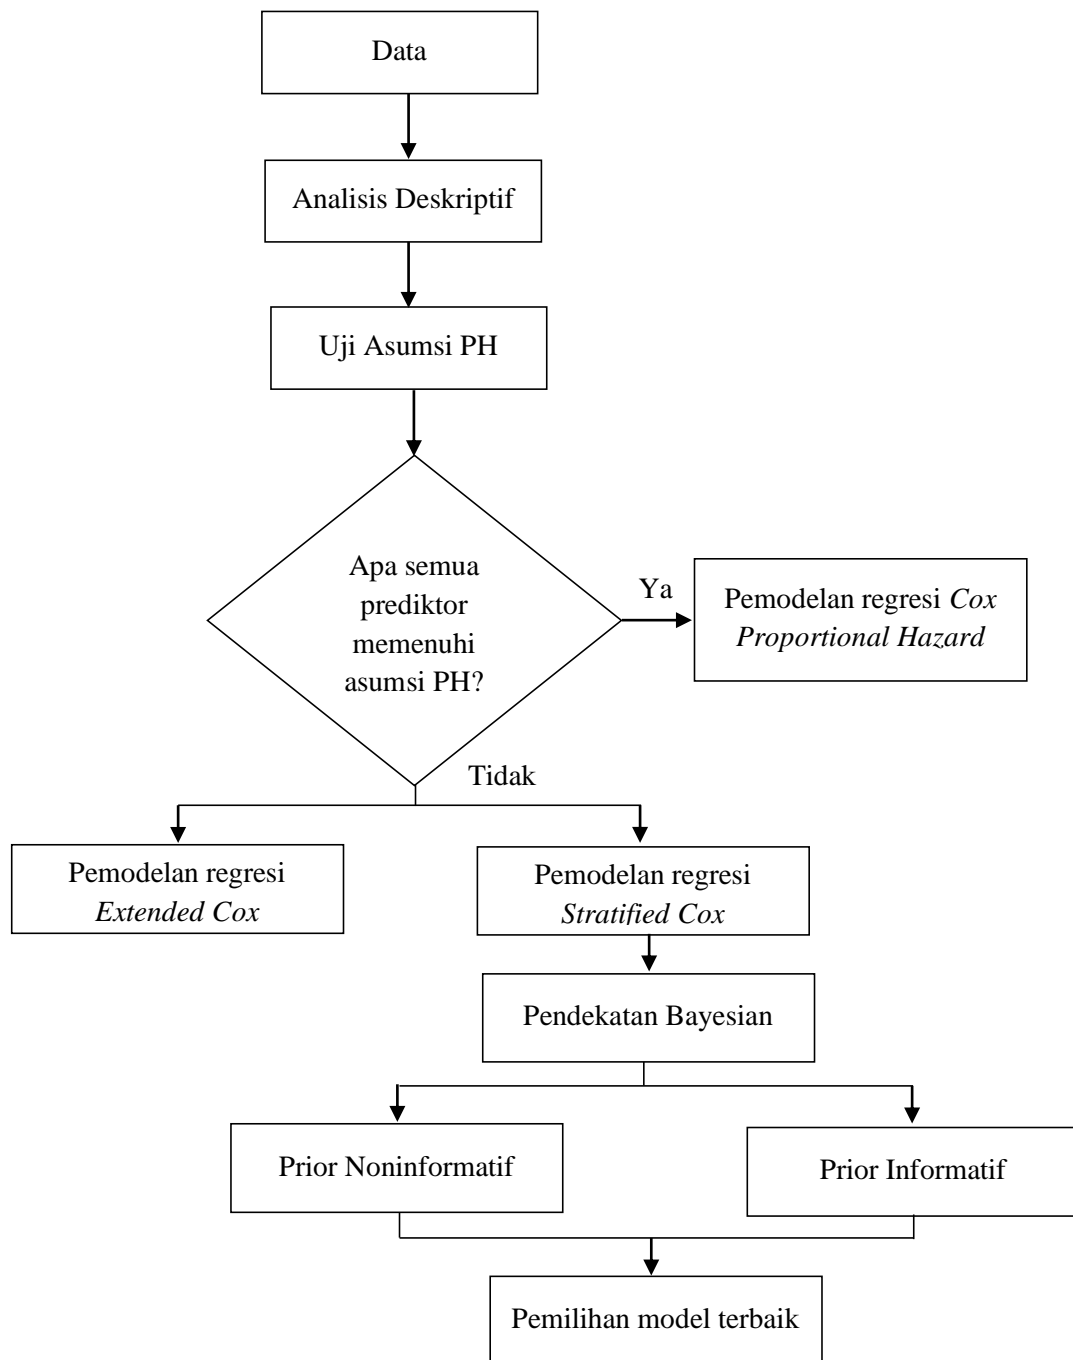 Data
Analisis Deskriptif
Uji Asumsi PH
Apa semua
prediktor
memenuhi
asumsi PH?
Ya
Pemodelan regresi Cox
Proportional Hazard
Tidak
Pemodelan regresi
Extended Cox
Pemodelan regresi
Stratified Cox
Pendekatan Bayesian
Prior Noninformatif
Prior Informatif
Pemilihan model terbaik